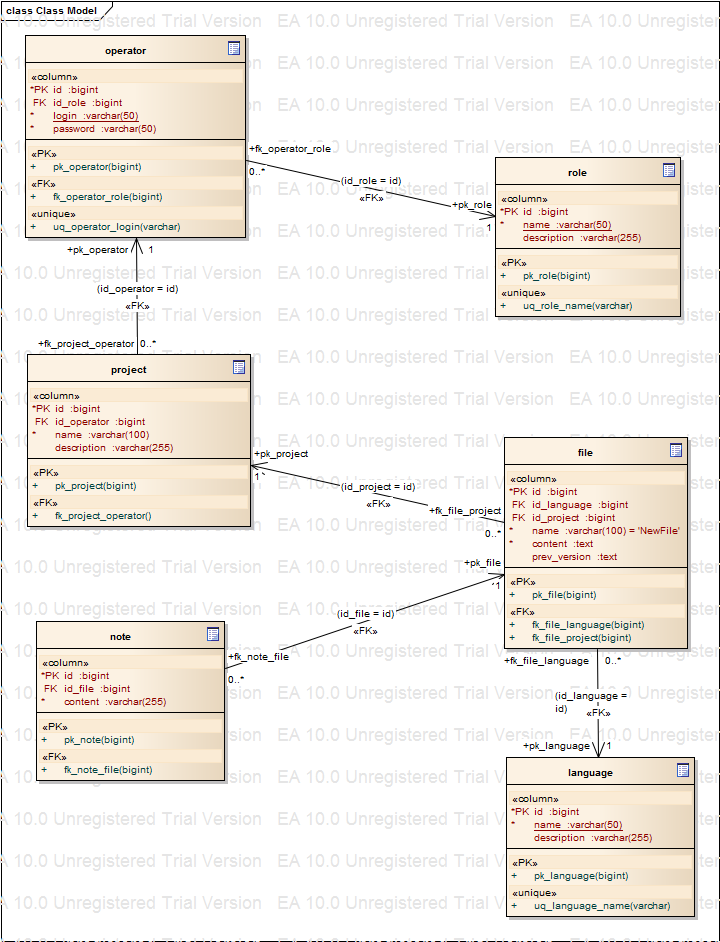 class Class Model
EA 10.0 Unregistered Trial Version
operator
«column»
*PK id :bigint
FK id_role :bigint
* login :varchar(50)
* password :varchar(50)
«PK»
+ pk_operator(bigint)
«FK»
+ fk_operator_role(bigint)
«unique»
+ uq_operator_login(varchar)
+fk_operator_role
0..*
(id_role = id)
«FK»
+pk_role
1
role
«column»
*PK id :bigint
* name :varchar(50)
description :varchar(255)
«PK»
+ pk_role(bigint)
«unique»
+ uq_role_name(varchar)
+pk_operator
1
(id_operator = id)
«FK»
+fk_project_operator
0..*
project
«column»
*PK id :bigint
FK id_operator :bigint
* name :varchar(100)
description :varchar(255)
«PK»
+ pk_project(bigint)
«FK»
+ fk_project_operator()
+pk_project
1
(id_project = id)
«FK»
+fk_file_project
0..*
file
«column»
*PK id :bigint
FK id_language :bigint
FK id_project :bigint
* name :varchar(100) = 'NewFile'
* content :text
prev_version :text
«PK»
+ pk_file(bigint)
«FK»
+ fk_file_language(bigint)
+ fk_file_project(bigint)
+pk_file
1
(id_file = id)
«FK»
+fk_note_file
0..*
note
«column»
*PK id :bigint
FK id_file :bigint
* content :varchar(255)
«PK»
+ pk_note(bigint)
«FK»
+ fk_note_file(bigint)
+fk_file_language
0..*
(id_language =
id)
«FK»
+pk_language
1
language
«column»
*PK id :bigint
* name :varchar(50)
description :varchar(255)
«PK»
+ pk_language(bigint)
«unique»
+ uq_language_name(varchar)